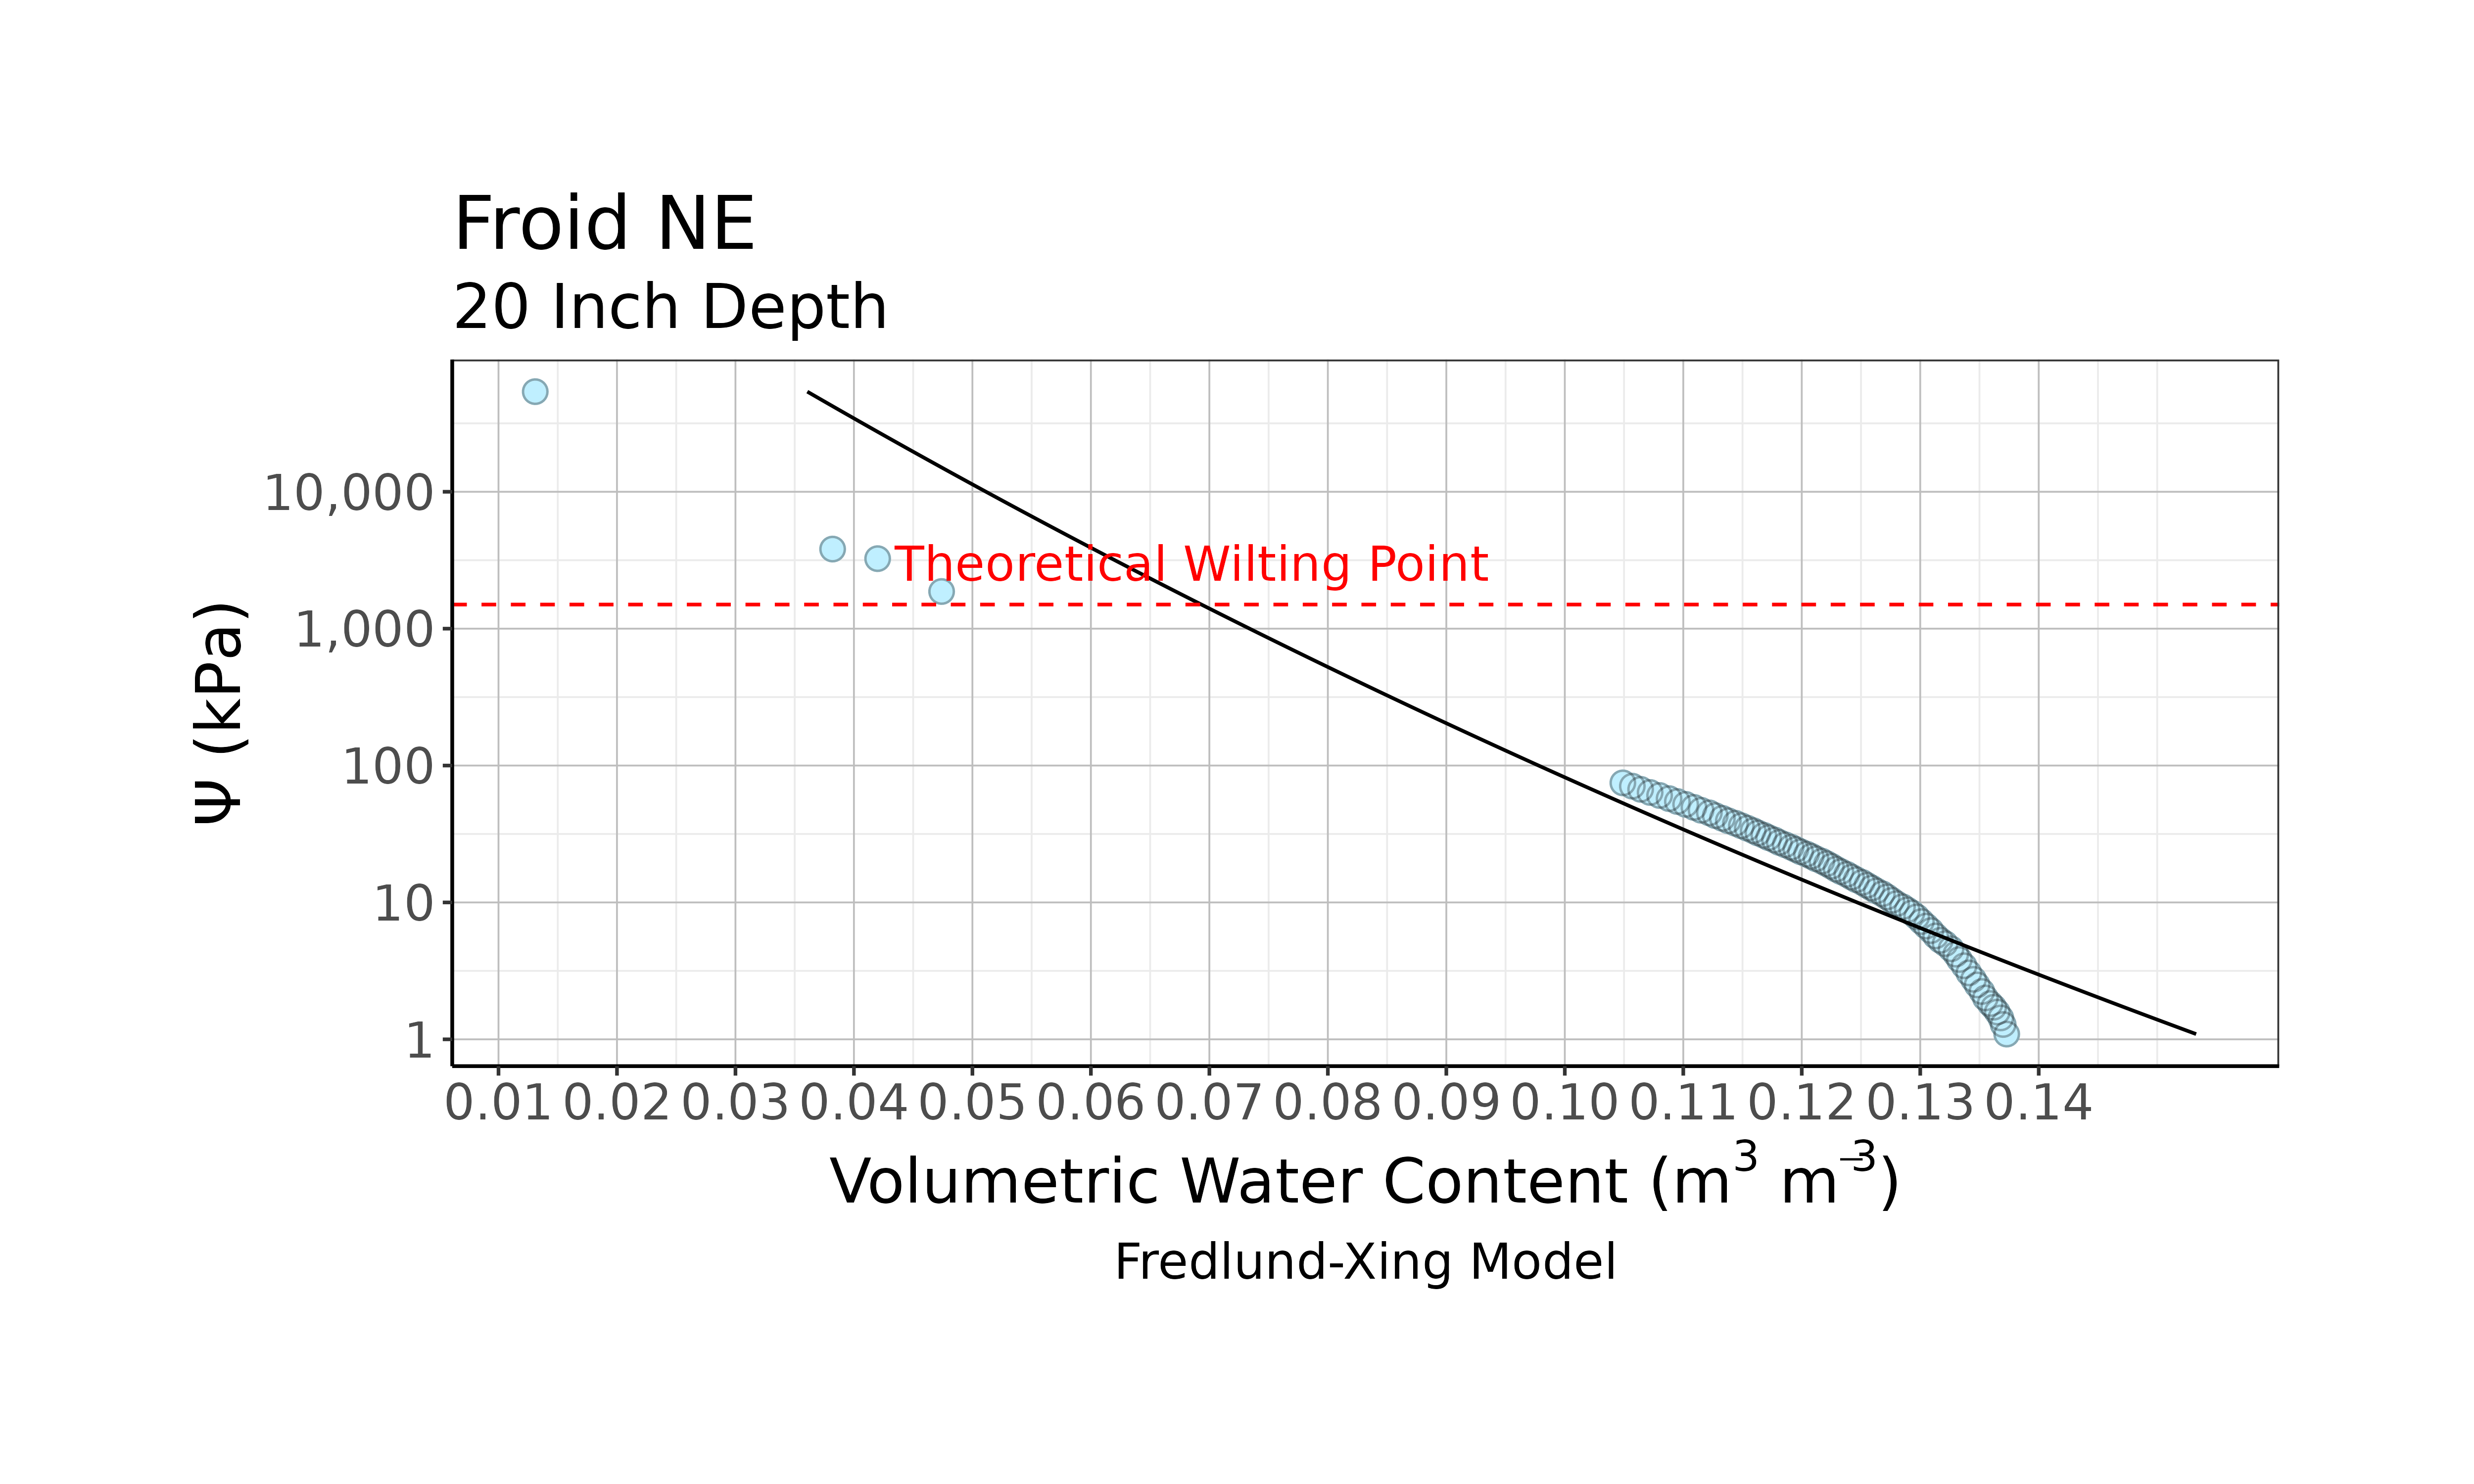 Froid NE
20 Inch Depth
Ψ (kPa)
10,000
1,000
100
10
1
Theoretical Wilting Point
0.01 0.02 0.03 0.04 0.05 0.06 0.07 0.08 0.09 0.10 0.11 0.12 0.13 0.14
Volumetric Water Content (m³ m⁻³)
Fredlund-Xing Model